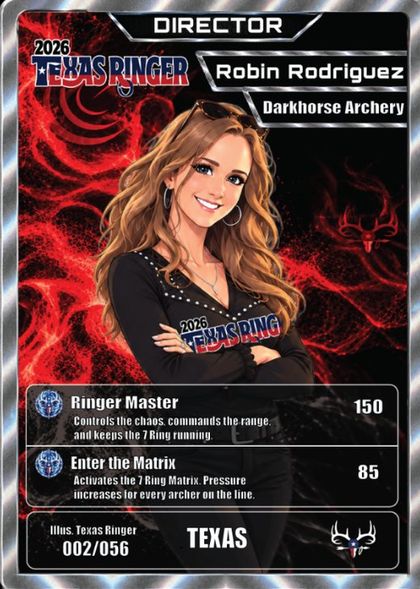 DIRECTOR
2026
TEXAS RINGER
Robin Rodriguez
Darkhorse Archery
2026
TEXAS RING
Ringer Master
150
Controls the chaos, commands the range,
and keeps the 7 Ring running.
Enter the Matrix
85
Activates the 7 Ring Matrix. Pressure
increases for every archer on the line.
Illus. Texas Ringer
002/056
TEXAS